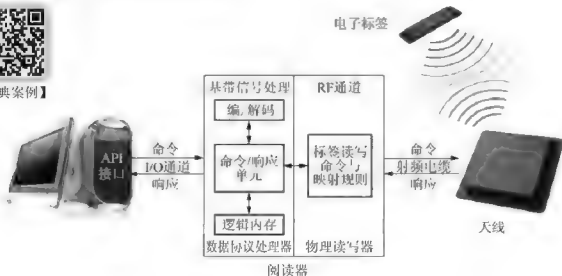 电子标签
典案例】
基带信号处理
RF通道
编、解码
API
接口
命令
I/O通道
响应
命令/响应
单元
标签读写
命令与
映射规则
命令
射频电缆
响应
逻辑内存
天线
数据协议处理器
物理读写器
阅读器